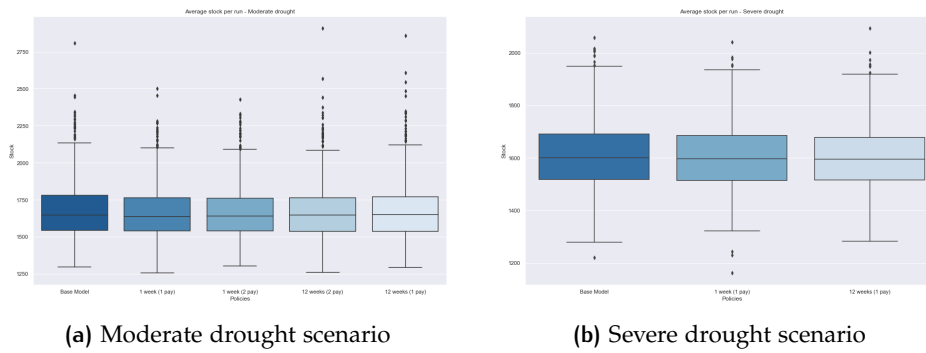 Average stock per run - Moderate drought
2750
2500
2250
2000
1750
1500
1250
Stock
Base Model
1 week (1 pay)
1 week (2 pay)
12 weeks (2 pay)
12 weeks (1 pay)
Policies
(a) Moderate drought scenario
Average stock per run - Severe drought
2000
1800
1600
1400
1200
Stock
Base Model
1 week (1 pay)
12 weeks (1 pay)
Policies
(b) Severe drought scenario